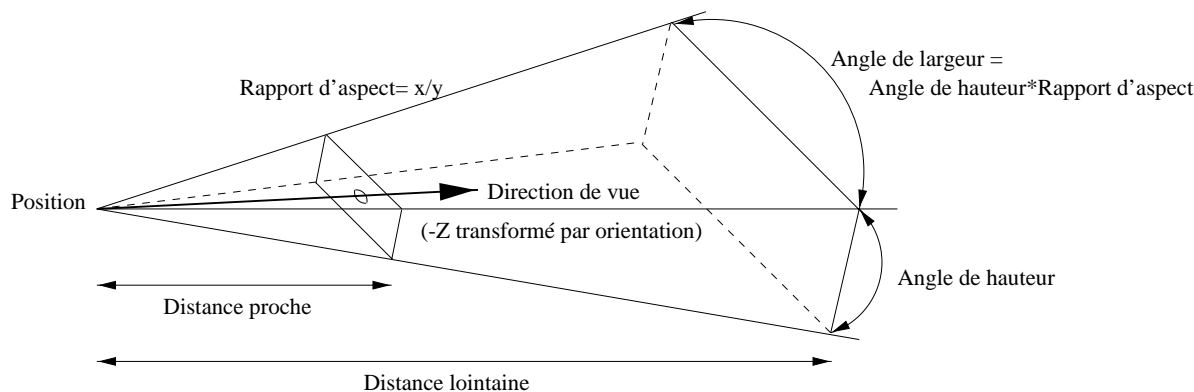 Angle de largeur =
Angle de hauteur*Rapport d'aspect
Rapport d'aspect= x/y
Position
Direction de vue
(-Z transformé par orientation)
Angle de hauteur
Distance proche
Distance lointaine